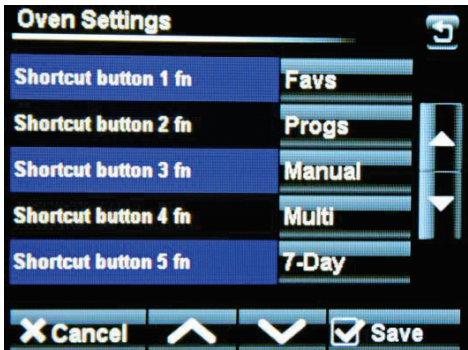 Oven Settings
Shortcut button 1 fn Favs
Shortcut button 2 fn Progs
Shortcut button 3 fn Manual
Shortcut button 4 fn Multi
Shortcut button 5 fn 7-Day
Cancel Save